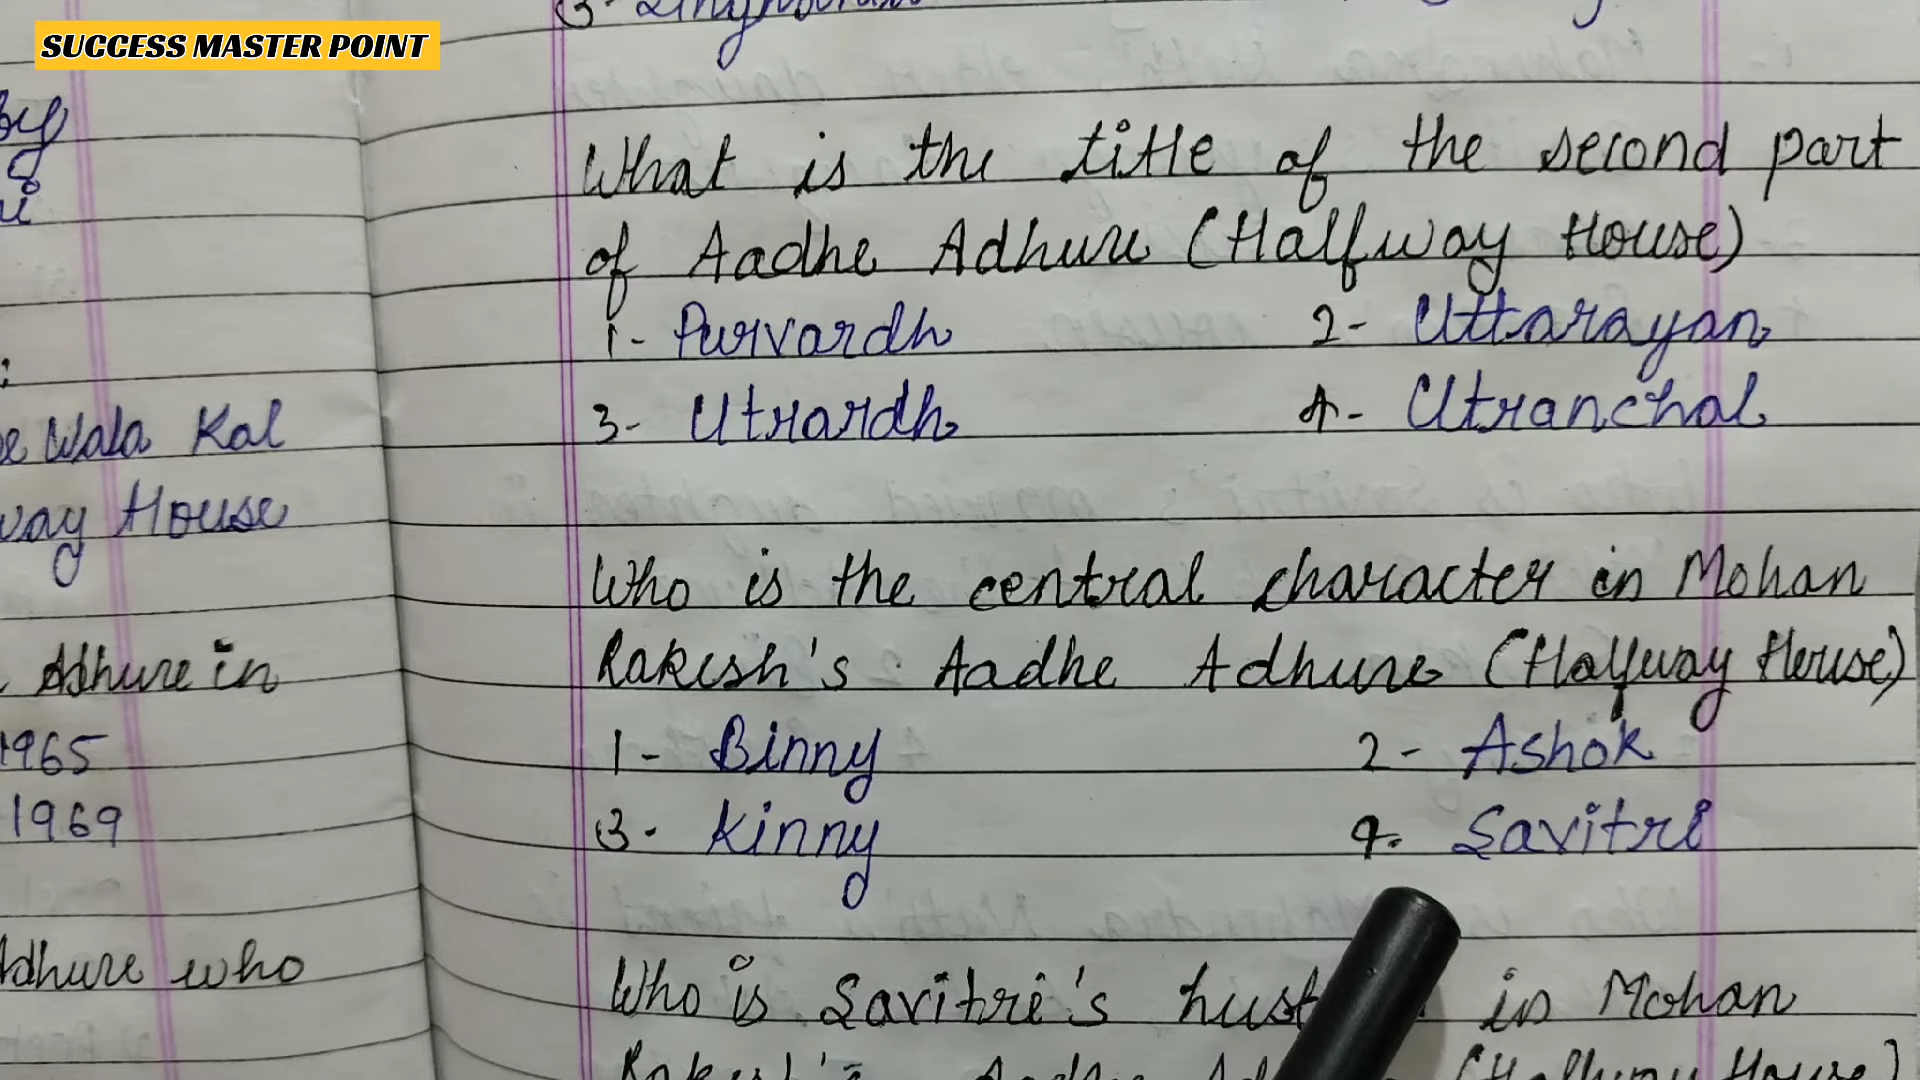 SUCCESS MASTER POINT
by
Wala Kal
House
Adhure in
1965
1969
who
What is the title of the second part
of Aadhe Adhure (Halfway House)
1- Purvardh 2- Uttarayan
3- Utrardh 4- Utranchal
Who is the central character in Mohan
Rakesh's Aadhe Adhure (Halfway House)
1- Binny 2- Ashok
3- Kinny 4- Savitri
Who is Savitri's in Mohan
(Halfway House)